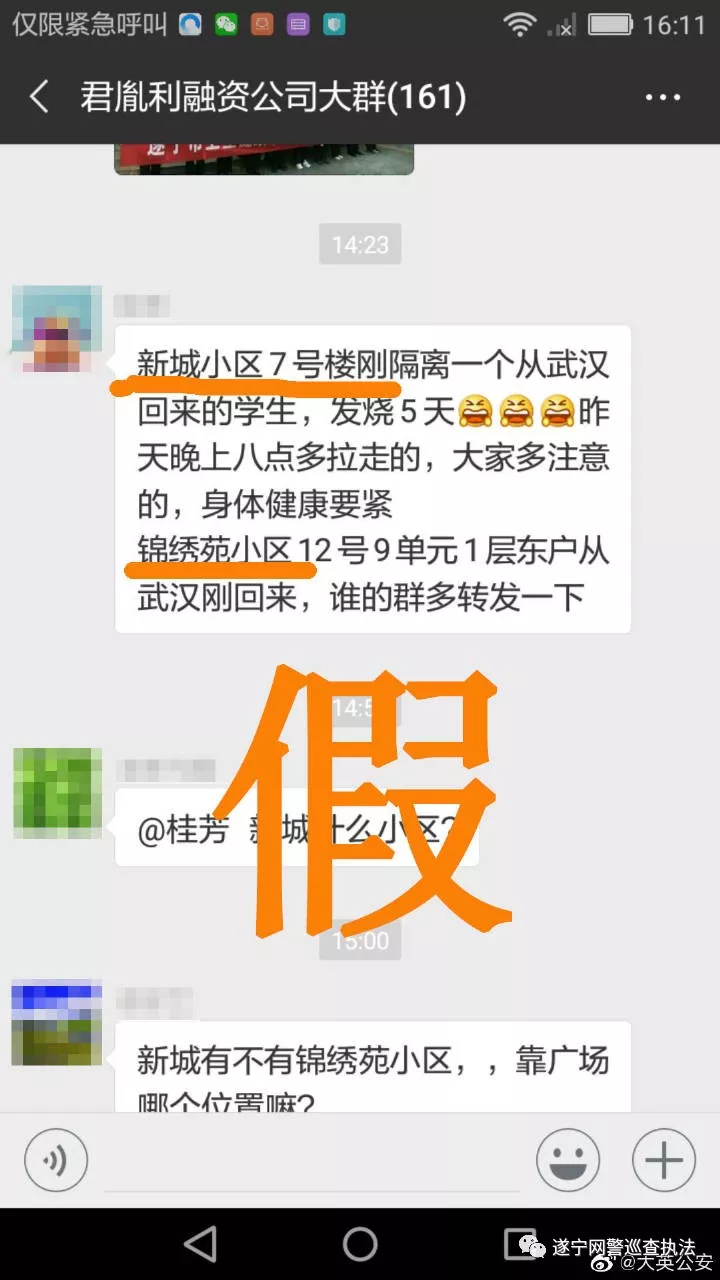 仅限紧急呼叫
16:11
君胤利融资公司大群(161)
14:23
新城小区7号楼刚隔离一个从武汉
回来的学生，发烧5天😆😆😆昨
天晚上八点多拉走的，大家多注意
的，身体健康要紧
锦绣苑小区12号9单元1层东户从
武汉刚回来，谁的群多转发一下
假
@桂芳 新城什么小区?
15:00
新城有不有锦绣苑小区，，靠广场
哪个位置嘛?
遂宁网警巡查执法
@大英公安